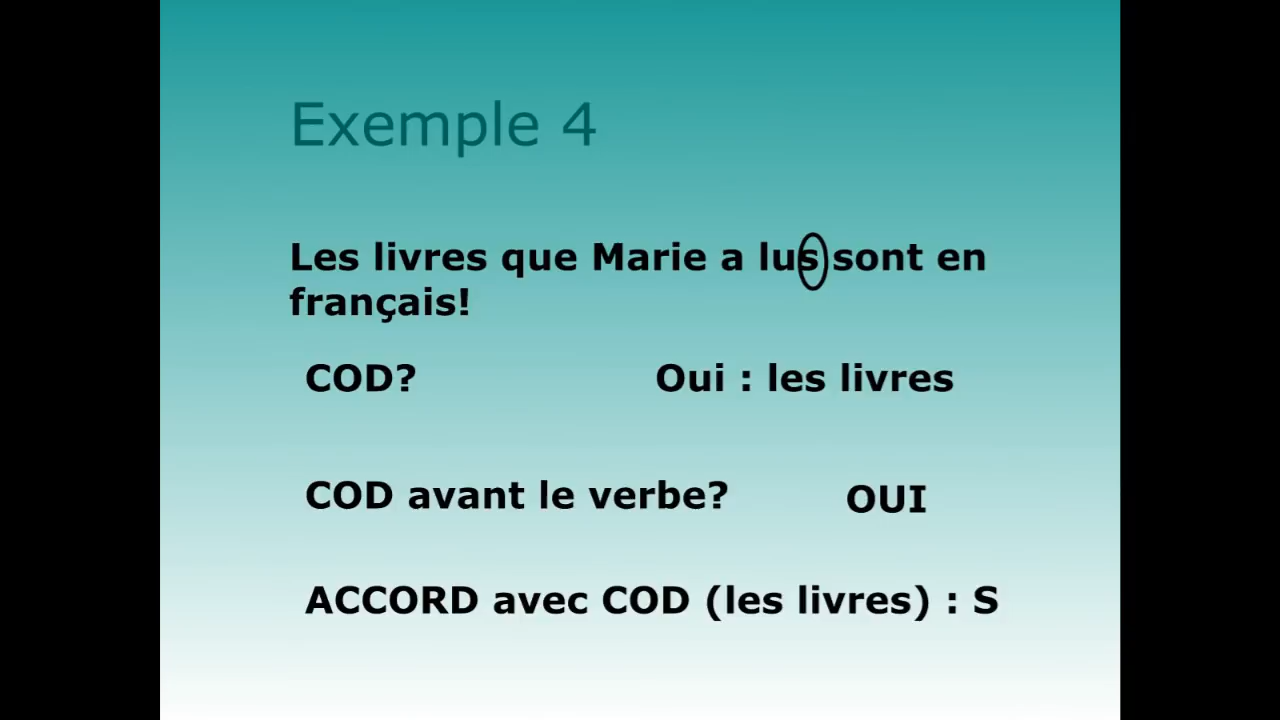 Exemple 4
Les livres que Marie a lus sont en
français!
COD? Oui : les livres
COD avant le verbe? OUI
ACCORD avec COD (les livres) : S